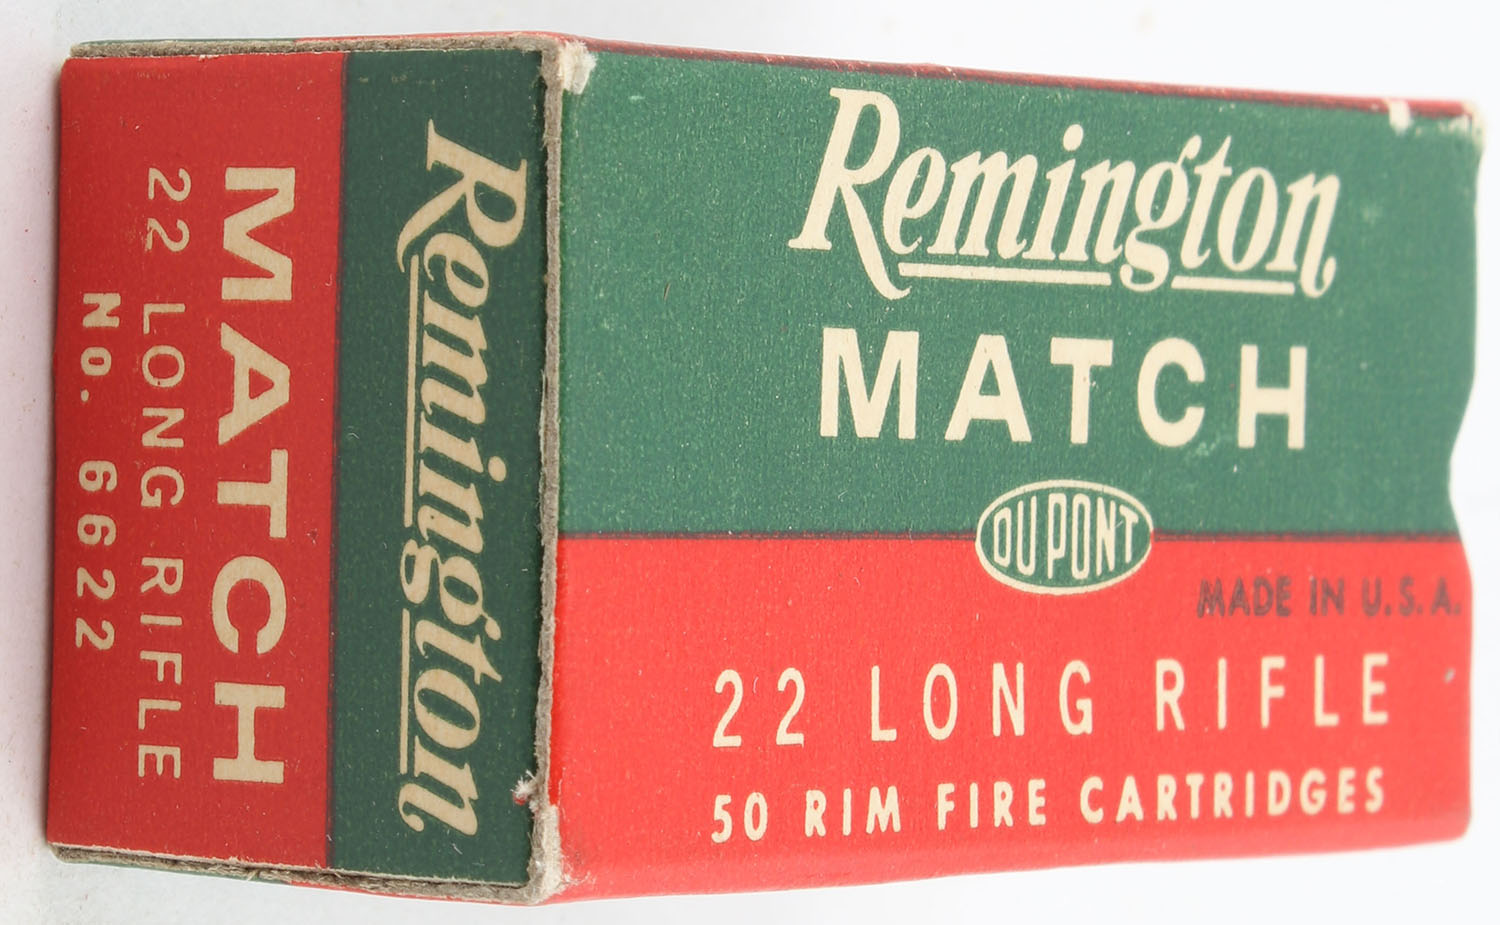 Remington
MATCH
DUPONT
MADE IN U.S.A.
22 LONG RIFLE
50 RIM FIRE CARTRIDGES
Remington
MATCH
22 LONG RIFLE
No. 6622